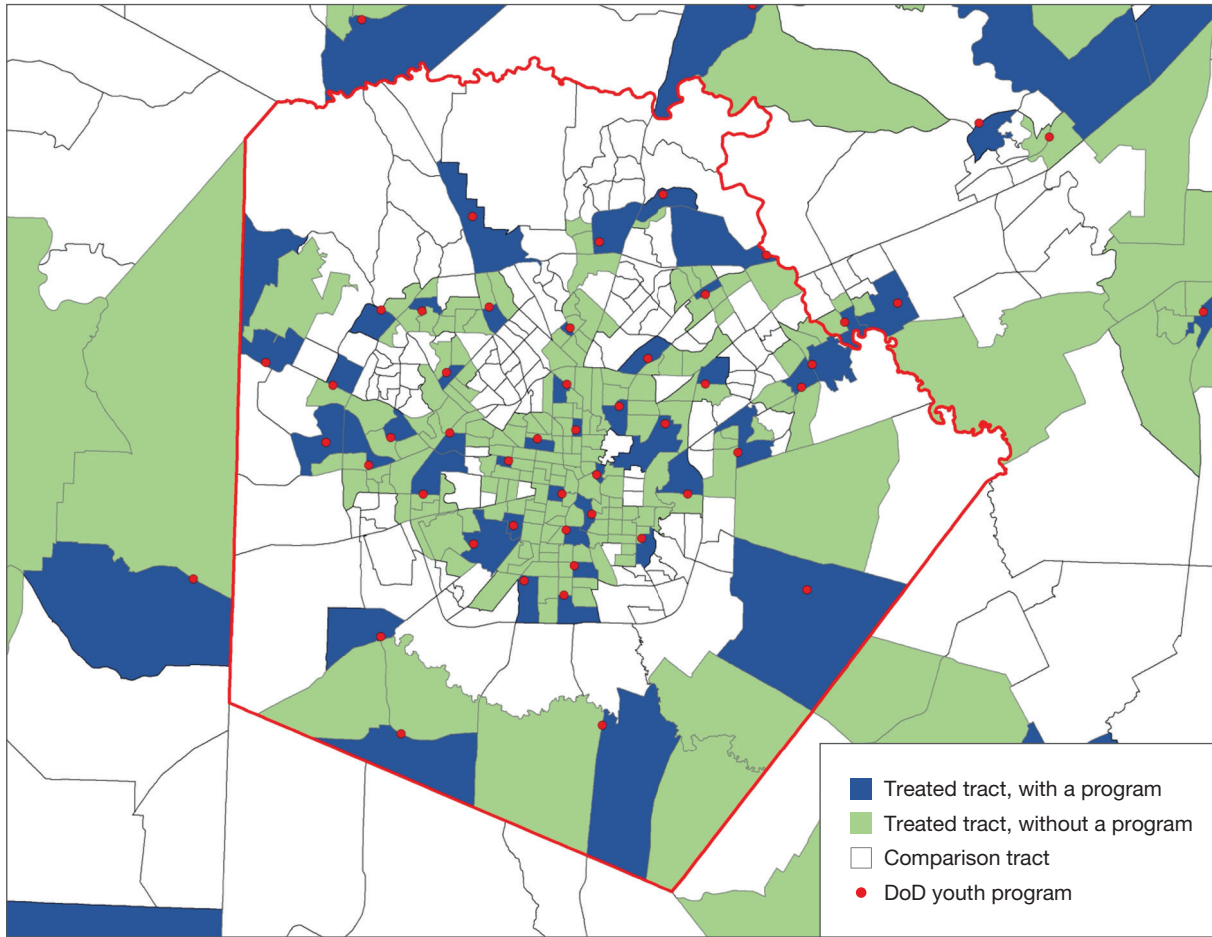 Treated tract, with a program
Treated tract, without a program
Comparison tract
DoD youth program